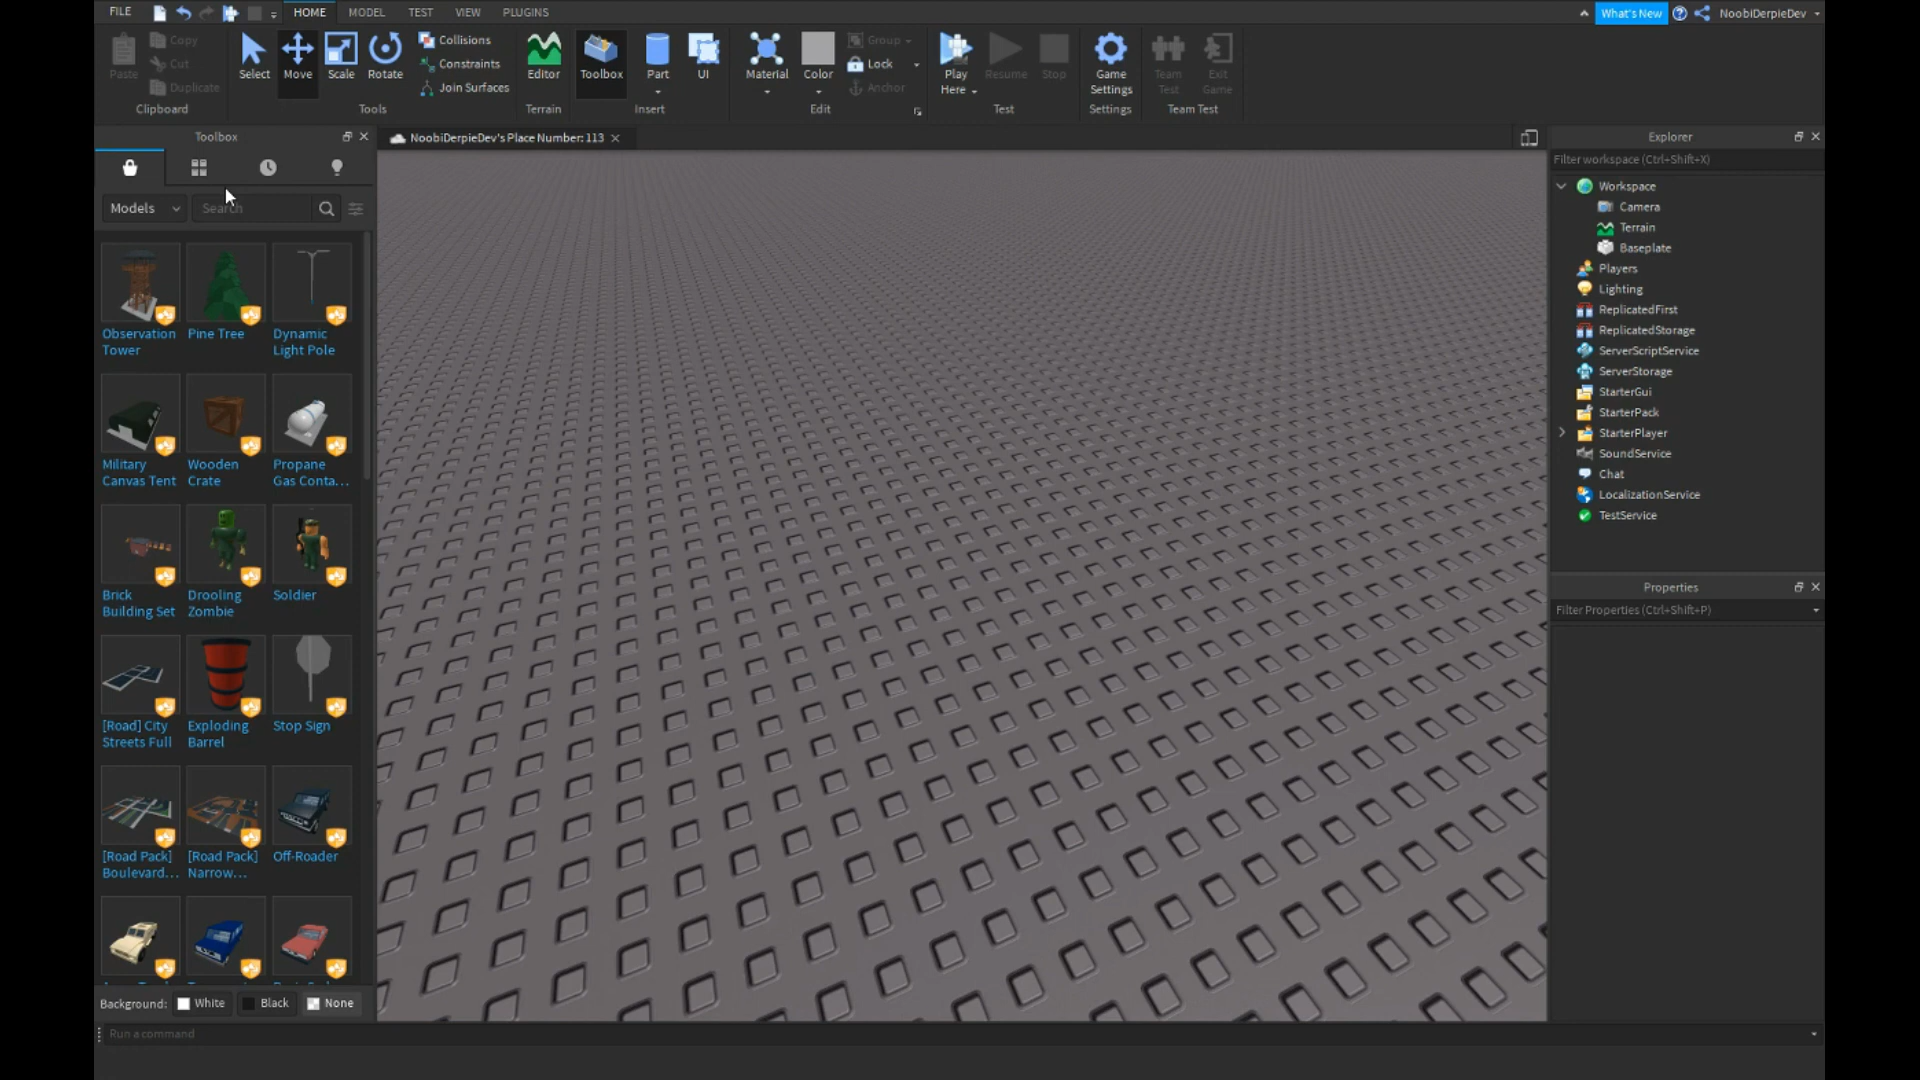 FILE HOME MODEL TEST VIEW PLUGINS What's New NoobiDerpieDev
Paste Copy Cut Duplicate Clipboard
Select Move Scale Rotate Collisions Constraints Join Surfaces Tools
Editor Terrain
Toolbox Part UI Insert
Material Color Group Lock Anchor Edit
Play Here Resume Stop Test
Game Settings Settings
Team Test Exit Game Team Test
Toolbox
NoobiDerpieDev's Place Number: 113
Models Search
Observation Tower
Pine Tree
Dynamic Light Pole
Military Canvas Tent
Wooden Crate
Propane Gas Conta...
Brick Building Set
Drooling Zombie
Soldier
[Road] City Streets Full
Exploding Barrel
Stop Sign
[Road Pack] Boulevard...
[Road Pack] Narrow...
Off-Roader
Background: White Black None
Run a command
Explorer
Filter workspace (Ctrl+Shift+X)
Workspace
Camera
Terrain
Baseplate
Players
Lighting
ReplicatedFirst
ReplicatedStorage
ServerScriptService
ServerStorage
StarterGui
StarterPack
StarterPlayer
SoundService
Chat
LocalizationService
TestService
Properties
Filter Properties (Ctrl+Shift+P)